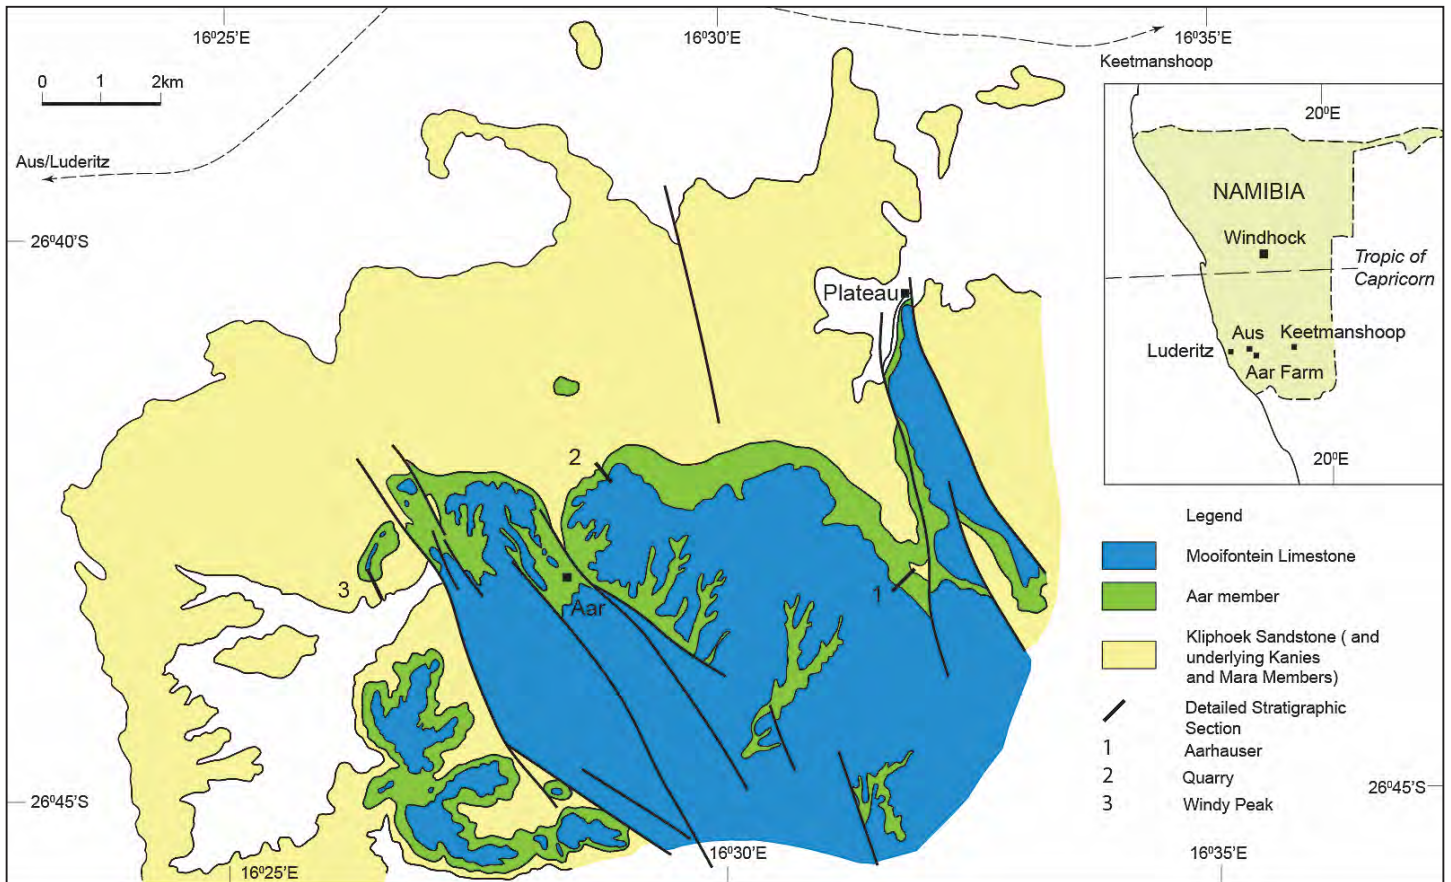 16⁰25'E
16⁰30'E
16⁰35'E
Keetmanshoop
0 1 2km
Aus/Luderitz
26⁰40'S
20⁰E
NAMIBIA
Windhock
Tropic of
Capricorn
Plateau
Aus
Keetmanshoop
Luderitz
Aar Farm
20⁰E
2
3
1
Aar
Legend
Mooifontein Limestone
Aar member
Kliphoek Sandstone ( and
underlying Kanies
and Mara Members)
Detailed Stratigraphic
Section
1 Aarhauser
2 Quarry
3 Windy Peak
26⁰45'S
26⁰45'S
16⁰25'E
16⁰30'E
16⁰35'E